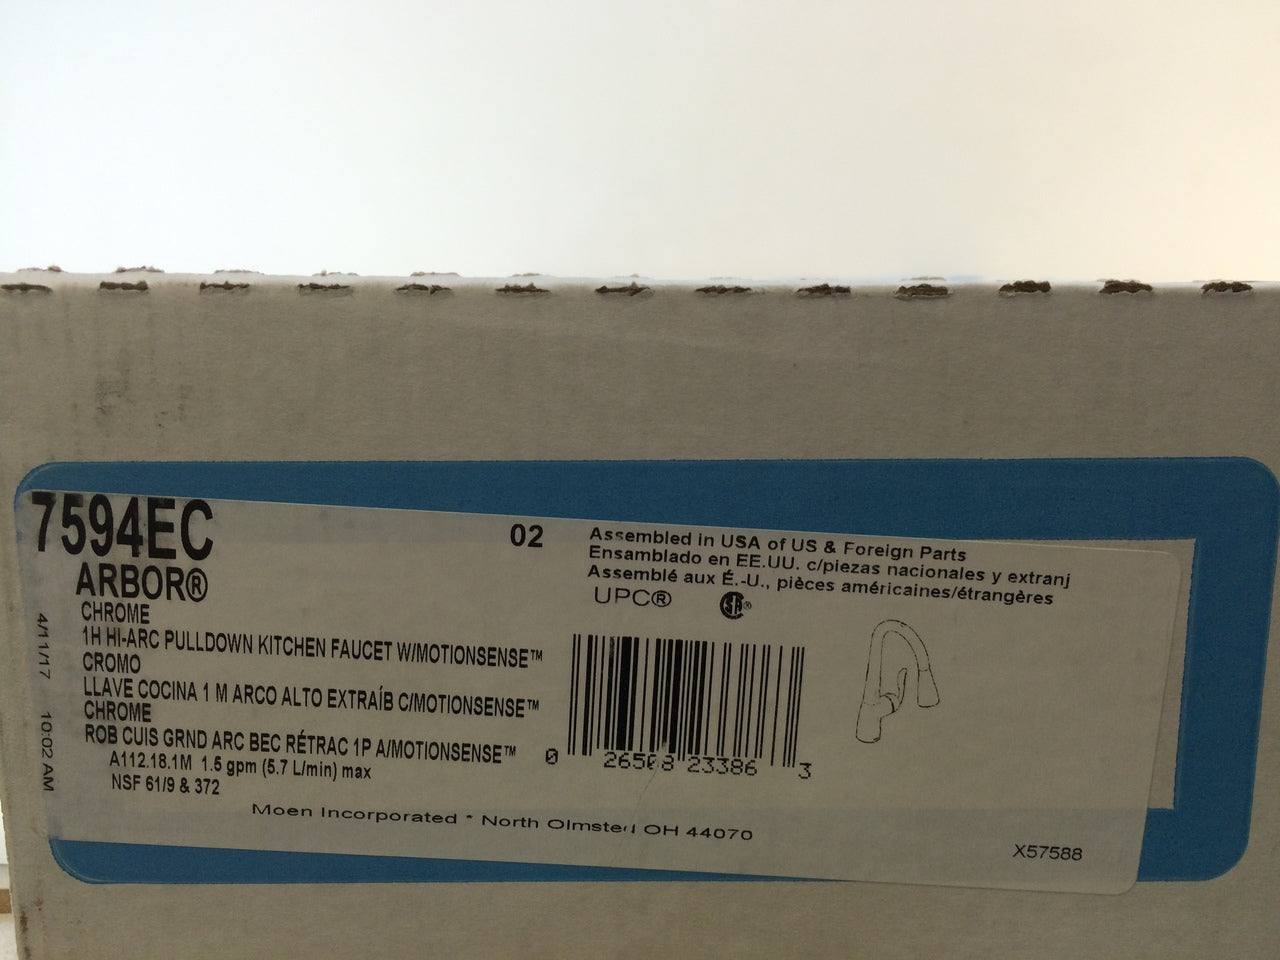 7594EC
ARBOR®
CHROME
1H HI-ARC PULLDOWN KITCHEN FAUCET W/MOTIONSENSE™
CROMO
LLAVE COCINA 1 M ARCO ALTO EXTRAÍB C/MOTIONSENSE™
CHROME
ROB CUIS GRND ARC BEC RÉTRAC 1P A/MOTIONSENSE™
A112.18.1M 1.5 gpm (5.7 L/min) max
NSF 61/9 & 372
4/11/17 10:02 AM
02
Assembled in USA of US & Foreign Parts
Ensamblado en EE.UU. c/piezas nacionales y extranj
Assemblé aux É.-U., pièces américaines/étrangères
UPC® SA®
0 26508 23386 3
Moen Incorporated * North Olmsted OH 44070
X57588